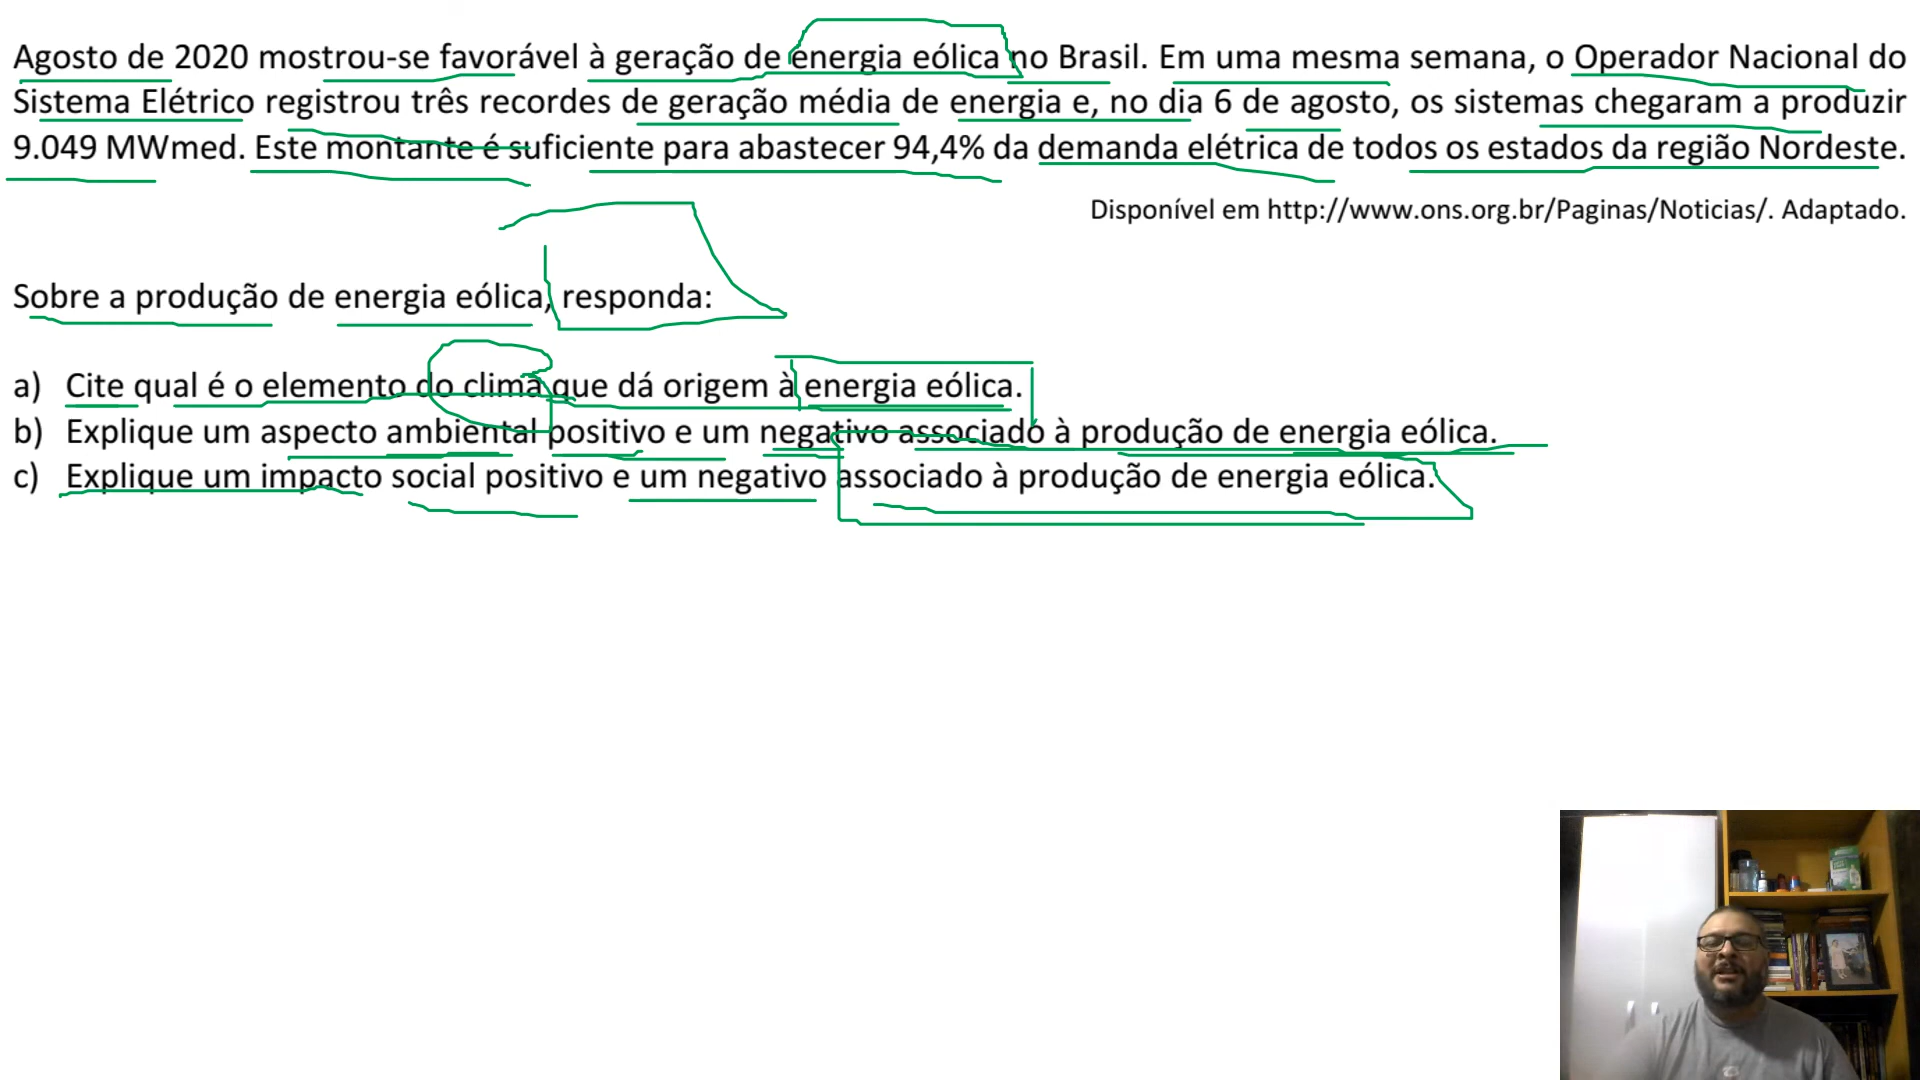 Agosto de 2020 mostrou-se favorável à geração de energia eólica no Brasil. Em uma mesma semana, o Operador Nacional do
Sistema Elétrico registrou três recordes de geração média de energia e, no dia 6 de agosto, os sistemas chegaram a produzir
9.049 MWmed. Este montante é suficiente para abastecer 94,4% da demanda elétrica de todos os estados da região Nordeste.
Disponível em http://www.ons.org.br/Paginas/Noticias/. Adaptado.
Sobre a produção de energia eólica, responda:
a) Cite qual é o elemento do clima que dá origem à energia eólica.
b) Explique um aspecto ambiental positivo e um negativo associado à produção de energia eólica.
c) Explique um impacto social positivo e um negativo associado à produção de energia eólica.